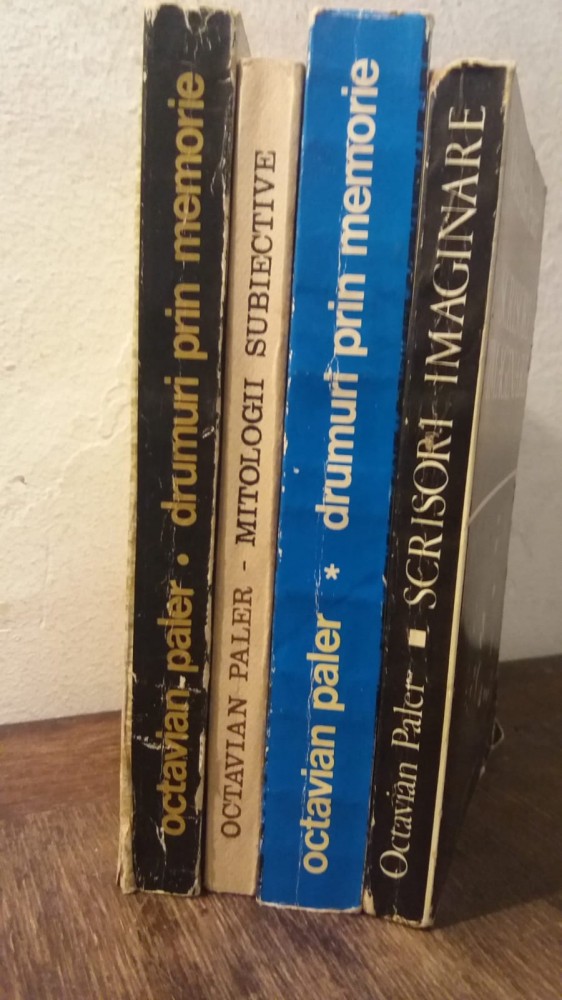 octavian paler • drumuri prin memorie
OCTAVIAN PALER - MITOLOGII SUBIECTIVE
octavian paler * drumuri prin memorie
Octavian Paler ■ SCRISORI IMAGINARE